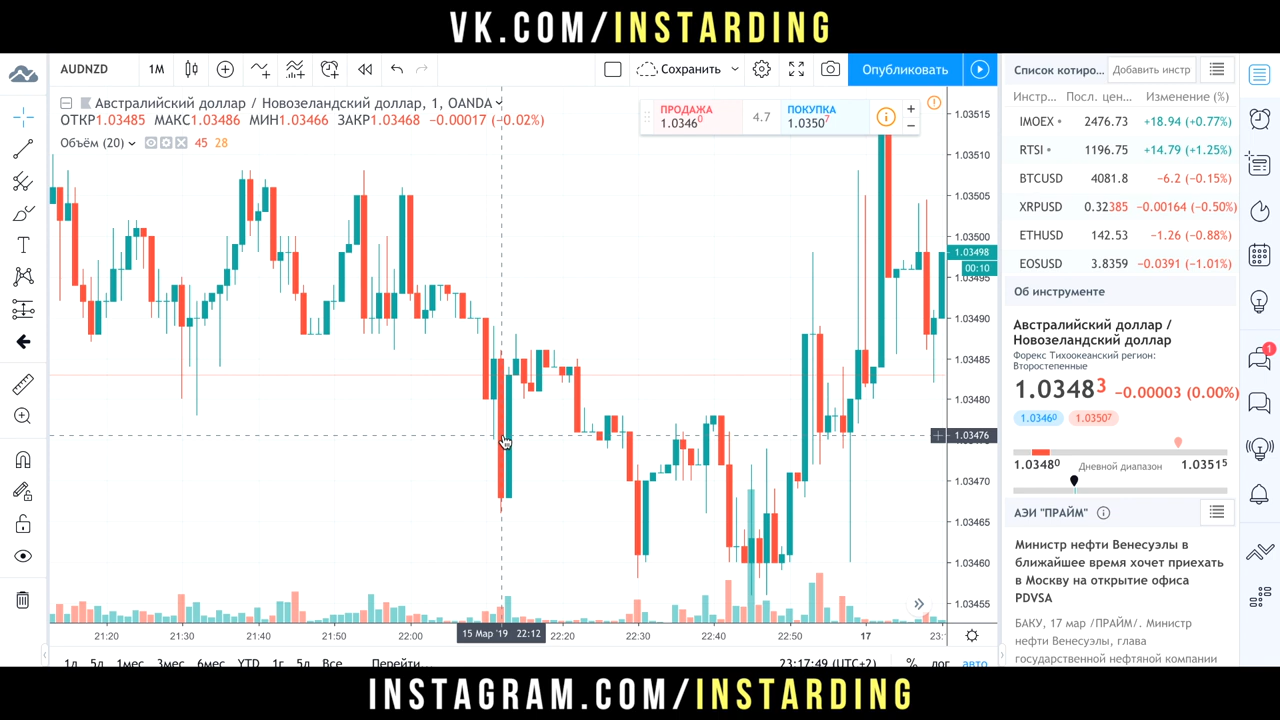 VK.COM/INSTARDING
AUDNZD 1М Сохранить Опубликовать
Австралийский доллар / Новозеландский доллар, 1, OANDA
ОТКР1.03485 МАКС1.03486 МИН1.03466 ЗАКР1.03468 −0.00017 (−0.02%)
Объём (20) 45 28
ПРОДАЖА
1.0346⁰
4.7
ПОКУПКА
1.0350⁷
+
−
1.03515
1.03510
1.03505
1.03500
1.03498
00:10
1.03495
1.03490
1.03485
1.03480
1.03476
1.03470
1.03465
1.03460
1.03455
21:20 21:30 21:40 21:50 22:00 15 Мар '19 22:12 22:20 22:30 22:40 22:50 17 23:
1д 5д 1мес 3мес 6мес YTD 1г 5л Все Перейти... 23:17:49 (UTC+2) % лог авто
Список котиро... Добавить инстр
Инстр... Посл. цен... Изменение (%)
IMOEX 2476.73 +18.94 (+0.77%)
RTSI 1196.75 +14.79 (+1.25%)
BTCUSD 4081.8 −6.2 (−0.15%)
XRPUSD 0.32385 −0.00164 (−0.50%)
ETHUSD 142.53 −1.26 (−0.88%)
EOSUSD 3.8359 −0.0391 (−1.01%)
Об инструменте
Австралийский доллар /
Новозеландский доллар
Форекс Тихоокеанский регион:
Второстепенные
1.0348³ −0.00003 (0.00%)
1.0346⁰ 1.0350⁷
1.0348⁰ Дневной диапазон 1.0351⁵
АЭИ "ПРАЙМ"
Министр нефти Венесуэлы в
ближайшее время хочет приехать
в Москву на открытие офиса
PDVSA
БАКУ, 17 мар /ПРАЙМ/. Министр
нефти Венесуэлы, глава
государственной нефтяной компании
1
INSTAGRAM.COM/INSTARDING